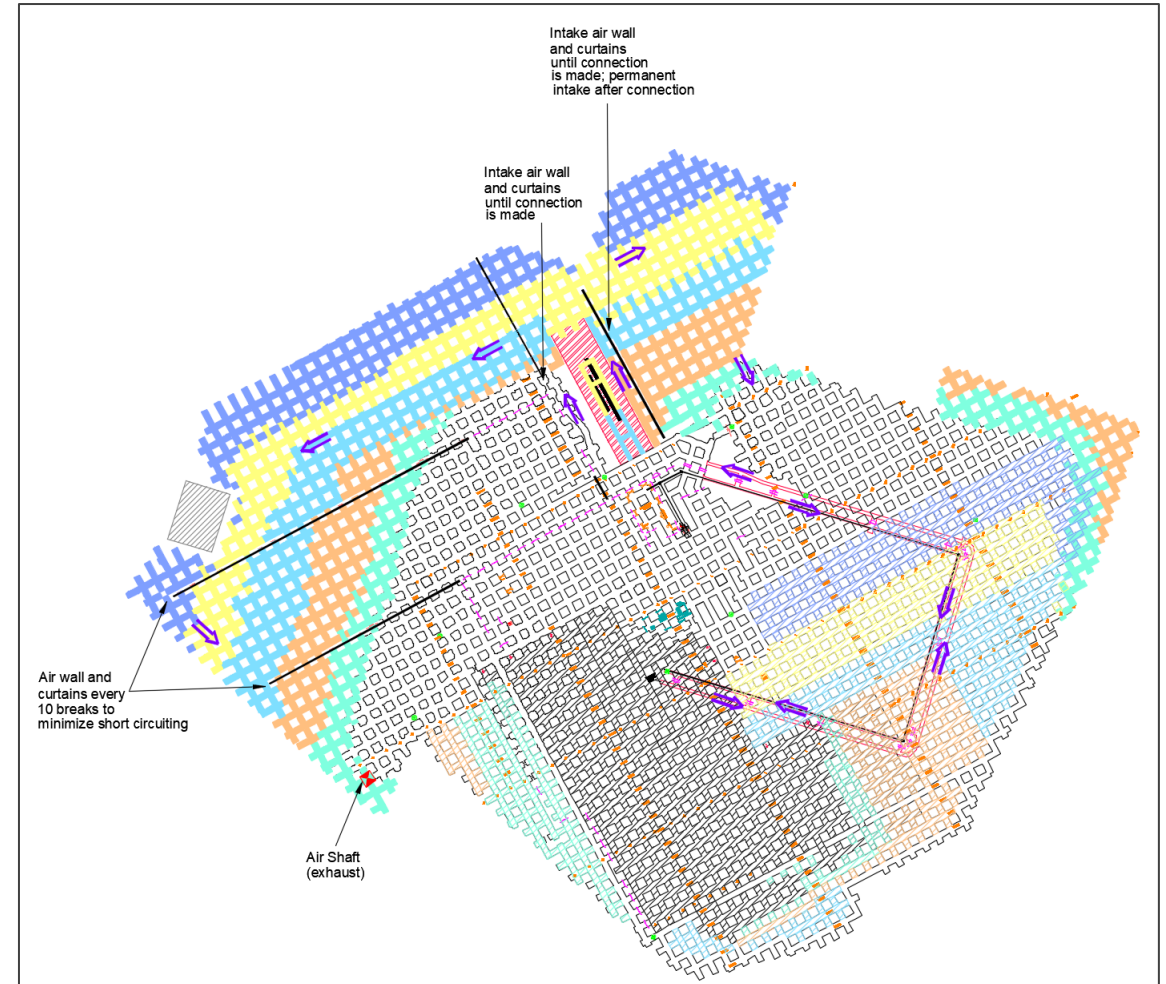 Intake air wall
and curtains
until connection
is made; permanent
intake after connection
Intake air wall
and curtains
until connection
is made
Air wall and
curtains every
10 breaks to
minimize short circuiting
Air Shaft
(exhaust)